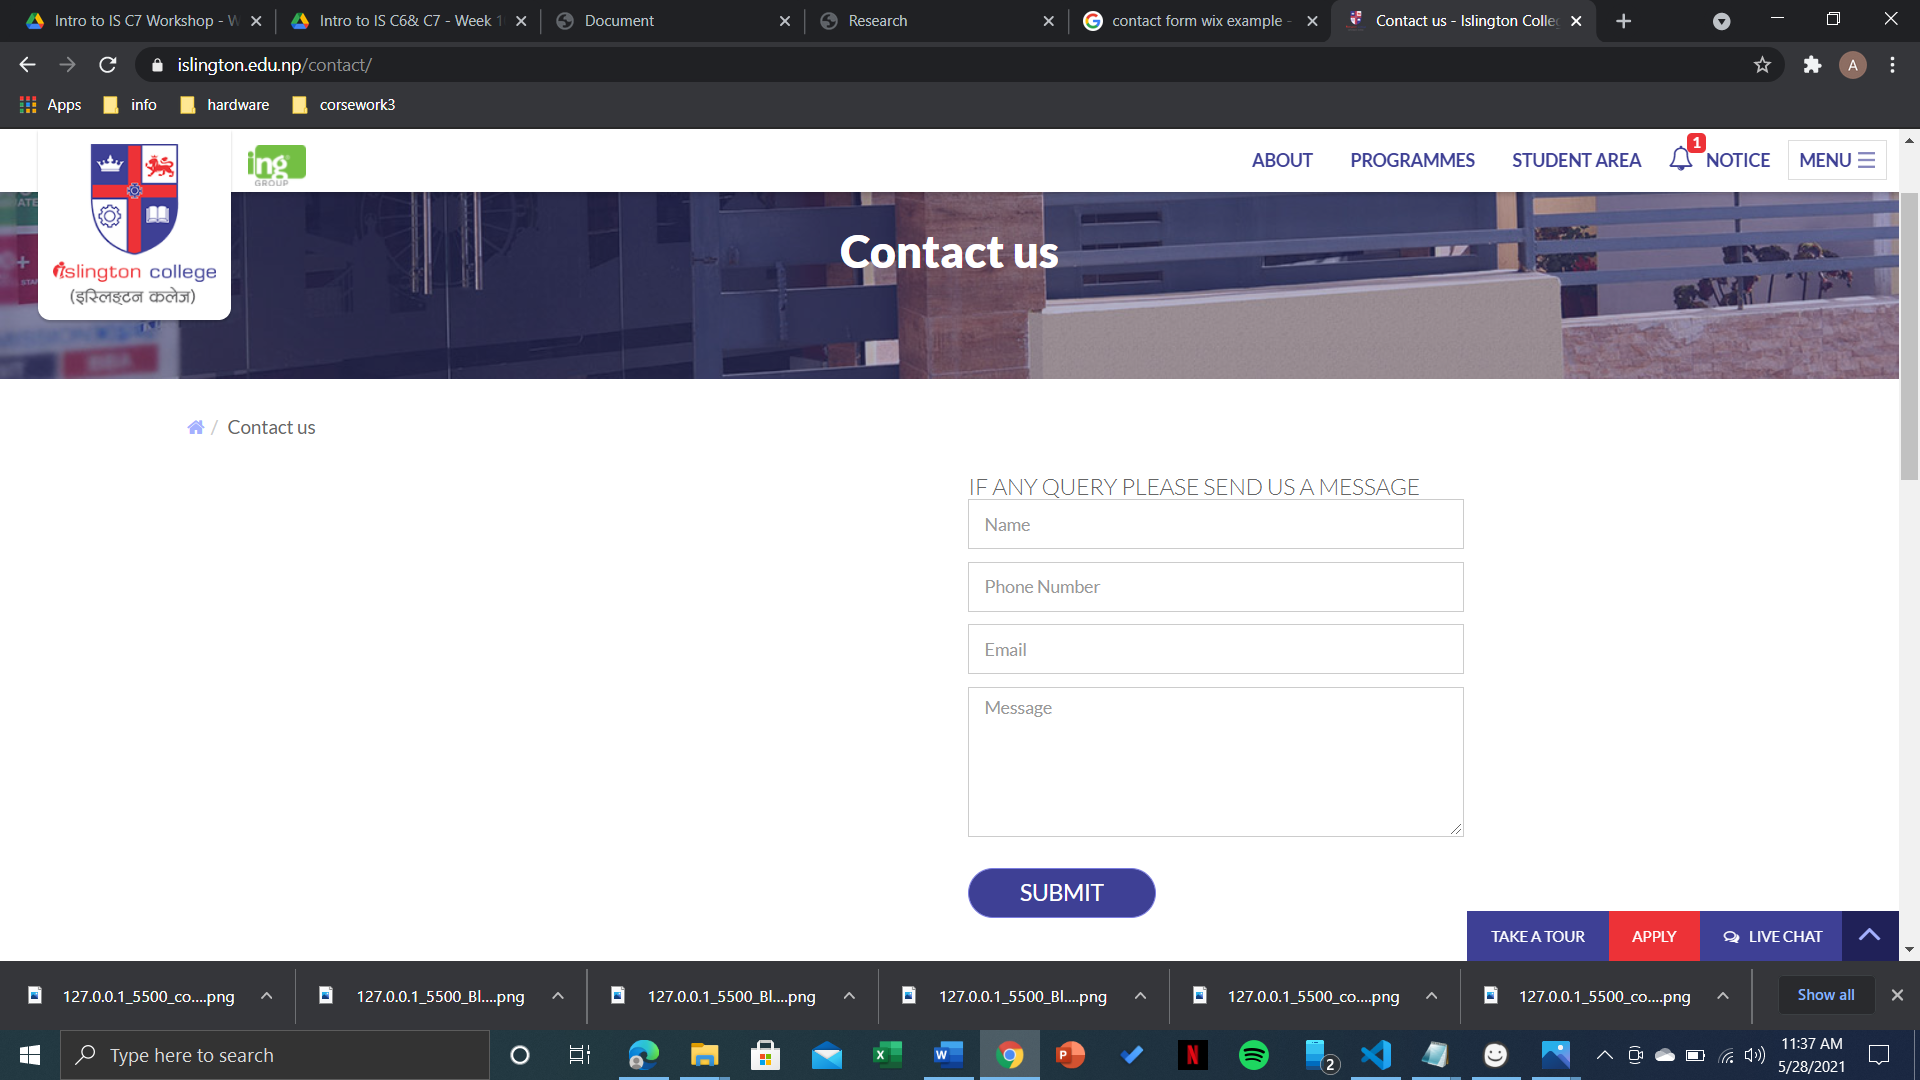 Intro to IS C7 Workshop - W
Intro to IS C6& C7 - Week 1
Document
Research
contact form wix example -
Contact us - Islington Colleg
islington.edu.np/contact/
A
Apps
info
hardware
corsework3
islington college
(इस्लिङ्टन कलेज)
ing
GROUP
ABOUT
PROGRAMMES
STUDENT AREA
1
NOTICE
MENU
Contact us
/ Contact us
IF ANY QUERY PLEASE SEND US A MESSAGE
Name
Phone Number
Email
Message
SUBMIT
TAKE A TOUR
APPLY
LIVE CHAT
127.0.0.1_5500_co....png
127.0.0.1_5500_Bl....png
127.0.0.1_5500_Bl....png
127.0.0.1_5500_Bl....png
127.0.0.1_5500_co....png
127.0.0.1_5500_co....png
Show all
Type here to search
2
11:37 AM
5/28/2021